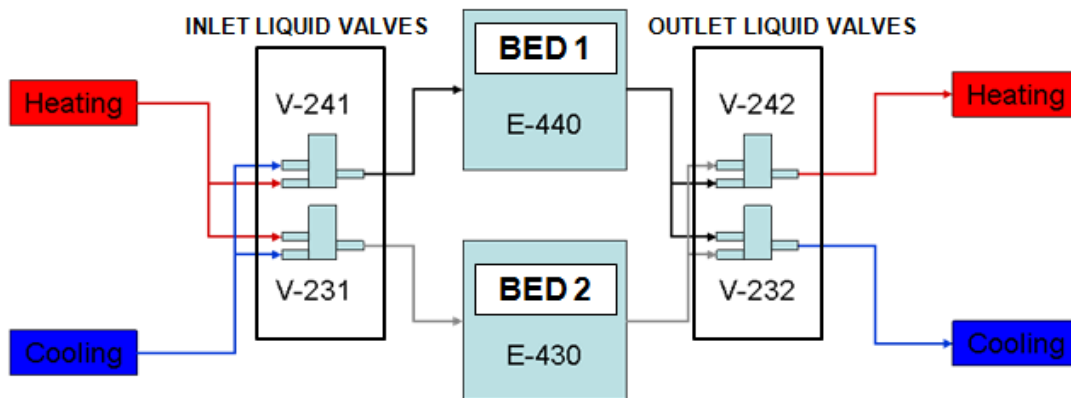 INLET LIQUID VALVES
BED 1
OUTLET LIQUID VALVES
Heating
V-241
E-440
V-242
Heating
V-231
BED 2
V-232
Cooling
E-430
Cooling